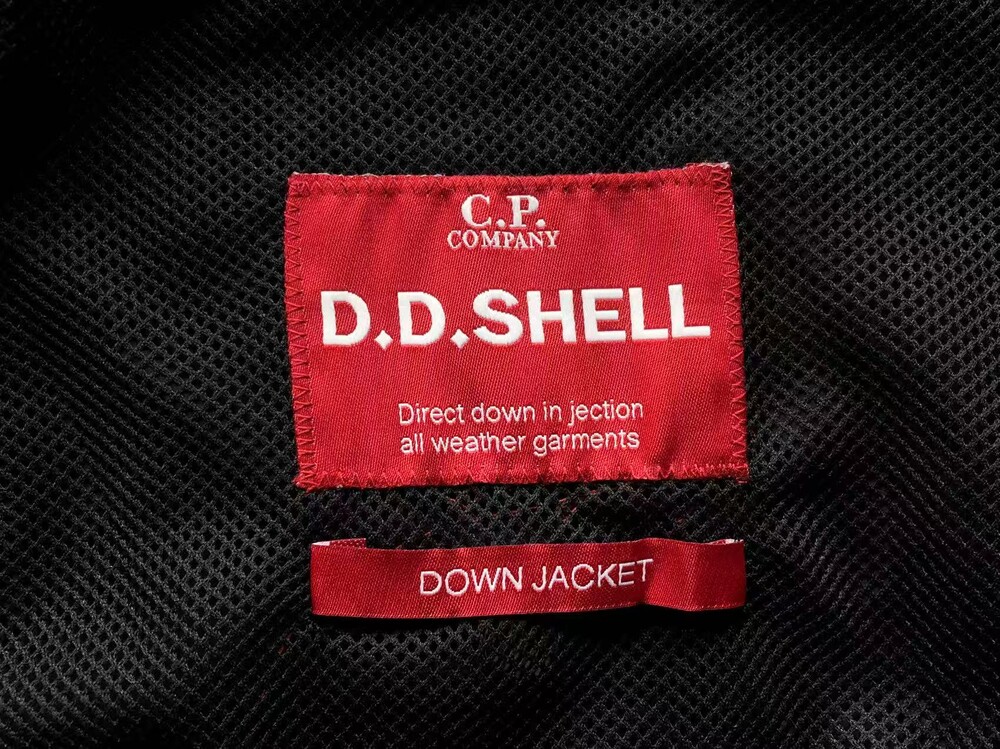 C.P.
COMPANY
D.D.SHELL
Direct down in jection
all weather garments
DOWN JACKET